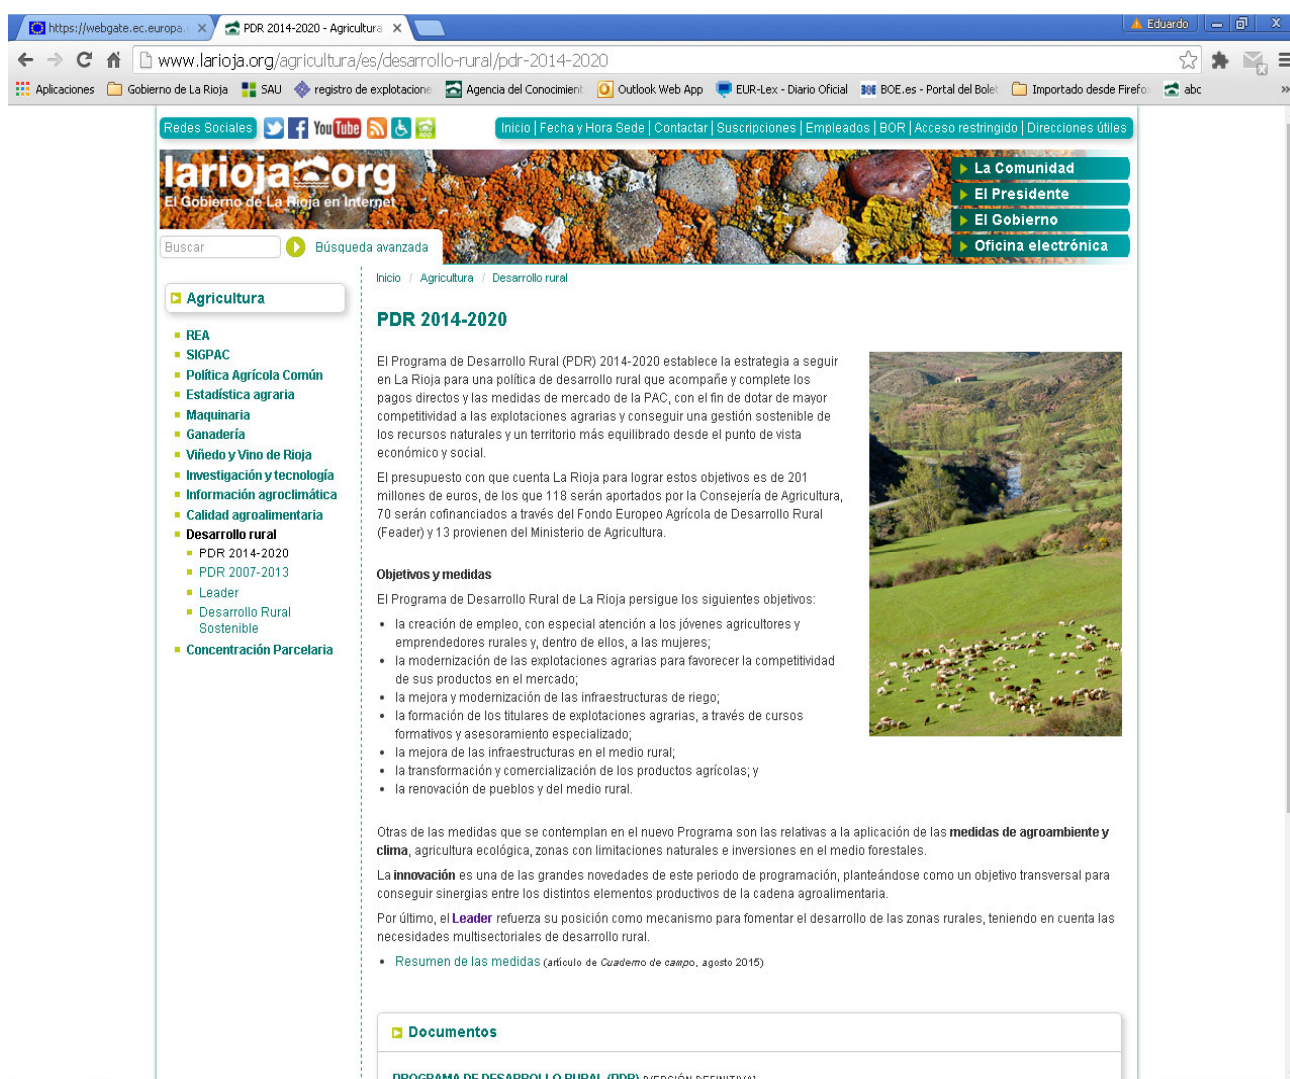 https://webgate.ec.europa.
PDR 2014-2020 - Agricultura
Eduardo
www.larioja.org/agricultura/es/desarrollo-rural/pdr-2014-2020
Aplicaciones
Gobierno de La Rioja
SAU
registro de explotacione
Agencia del Conocimient
Outlook Web App
EUR-Lex - Diario Oficial
BOE.es - Portal del Bole
Importado desde Firefo
abc
Redes Sociales
You Tube
Inicio | Fecha y Hora Sede | Contactar | Suscripciones | Empleados | BOR | Acceso restringido | Direcciones útiles
larioja.org
El Gobierno de La Rioja en Internet
La Comunidad
El Presidente
El Gobierno
Oficina electrónica
Buscar
Búsqueda avanzada
Inicio / Agricultura / Desarrollo rural
Agricultura
REA
SIGPAC
Política Agrícola Común
Estadística agraria
Maquinaria
Ganadería
Viñedo y Vino de Rioja
Investigación y tecnología
Información agroclimática
Calidad agroalimentaria
Desarrollo rural
PDR 2014-2020
PDR 2007-2013
Leader
Desarrollo Rural
Sostenible
Concentración Parcelaria
PDR 2014-2020
El Programa de Desarrollo Rural (PDR) 2014-2020 establece la estrategia a seguir
en La Rioja para una política de desarrollo rural que acompañe y complete los
pagos directos y las medidas de mercado de la PAC, con el fin de dotar de mayor
competitividad a las explotaciones agrarias y conseguir una gestión sostenible de
los recursos naturales y un territorio más equilibrado desde el punto de vista
económico y social.
El presupuesto con que cuenta La Rioja para lograr estos objetivos es de 201
millones de euros, de los que 118 serán aportados por la Consejería de Agricultura,
70 serán cofinanciados a través del Fondo Europeo Agrícola de Desarrollo Rural
(Feader) y 13 provienen del Ministerio de Agricultura.
Objetivos y medidas
El Programa de Desarrollo Rural de La Rioja persigue los siguientes objetivos:
• la creación de empleo, con especial atención a los jóvenes agricultores y
emprendedores rurales y, dentro de ellos, a las mujeres;
• la modernización de las explotaciones agrarias para favorecer la competitividad
de sus productos en el mercado;
• la mejora y modernización de las infraestructuras de riego;
• la formación de los titulares de explotaciones agrarias, a través de cursos
formativos y asesoramiento especializado;
• la mejora de las infraestructuras en el medio rural;
• la transformación y comercialización de los productos agrícolas; y
• la renovación de pueblos y del medio rural.
Otras de las medidas que se contemplan en el nuevo Programa son las relativas a la aplicación de las medidas de agroambiente y
clima, agricultura ecológica, zonas con limitaciones naturales e inversiones en el medio forestales.
La innovación es una de las grandes novedades de este periodo de programación, planteándose como un objetivo transversal para
conseguir sinergias entre los distintos elementos productivos de la cadena agroalimentaria.
Por último, el Leader refuerza su posición como mecanismo para fomentar el desarrollo de las zonas rurales, teniendo en cuenta las
necesidades multisectoriales de desarrollo rural.
• Resumen de las medidas (artículo de Cuaderno de campo, agosto 2015)
Documentos
PROGRAMA DE DESARROLLO RURAL (PDR) [VERSIÓN DEFINITIVA]